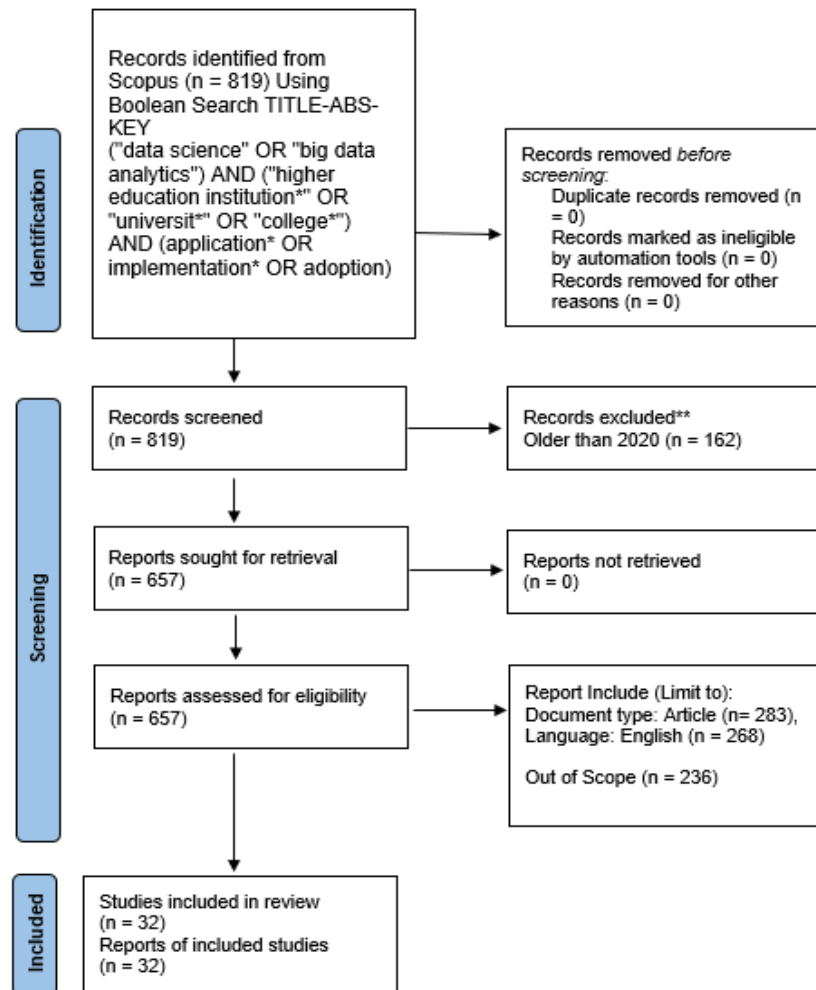 Records identified from
Scopus (n = 819) Using
Boolean Search TITLE-ABS-
KEY
("data science" OR "big data
analytics") AND ("higher
education institution*" OR
"universit*" OR "college*")
AND (application* OR
implementation* OR adoption)
Identification
Records removed before
screening:
Duplicate records removed (n
= 0)
Records marked as ineligible
by automation tools (n = 0)
Records removed for other
reasons (n = 0)
Screening
Records screened
(n = 819)
Records excluded**
Older than 2020 (n = 162)
Reports sought for retrieval
(n = 657)
Reports not retrieved
(n = 0)
Reports assessed for eligibility
(n = 657)
Report Include (Limit to):
Document type: Article (n= 283),
Language: English (n = 268)
Out of Scope (n = 236)
Included
Studies included in review
(n = 32)
Reports of included studies
(n = 32)